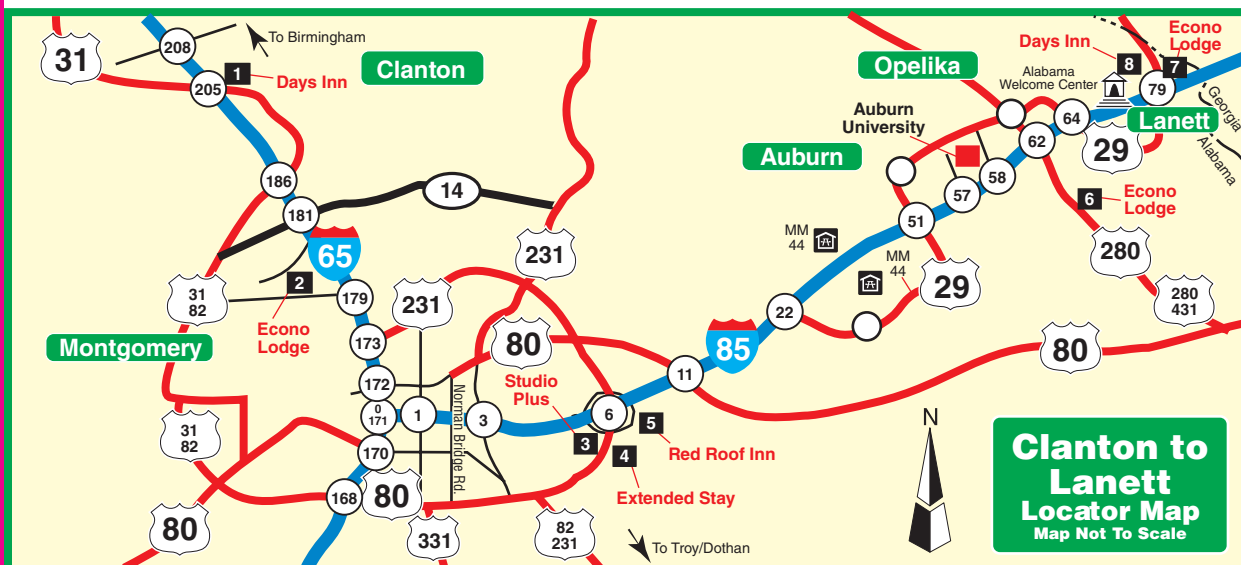 31
208
To Birmingham
Clanton
205
1
Days Inn
186
181
14
65
231
31
82
2
Econo
Lodge
179
231
Montgomery
173
172
0
171
1
3
Norman Bridge Rd.
80
31
82
170
168
80
80
331
82
231
To Troy/Dothan
Studio
Plus
3
6
5
Red Roof Inn
4
Extended Stay
11
85
22
MM
44
MM
44
29
51
57
58
62
64
Auburn
Auburn
University
Opelika
Days Inn
8
Alabama
Welcome Center
Econo
Lodge
7
79
Georgia
Alabama
Lanett
29
6
Econo
Lodge
280
280
431
80
N
Clanton to
Lanett
Locator Map
Map Not To Scale